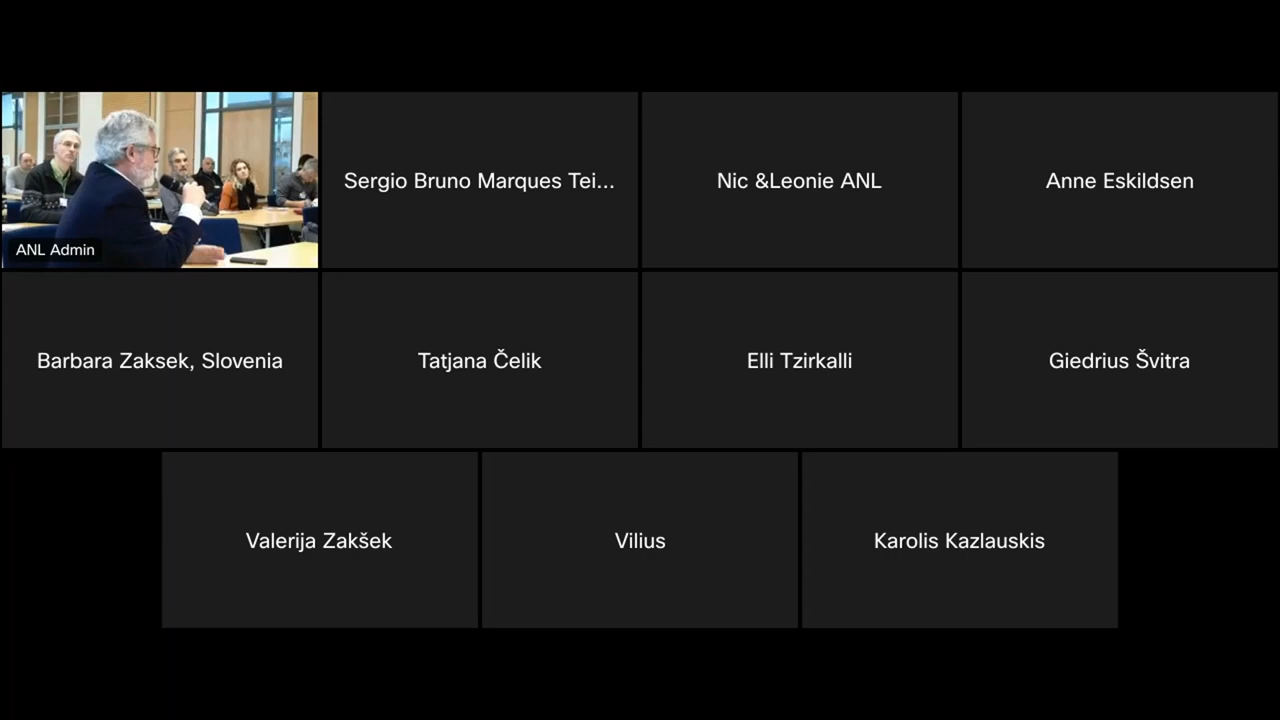 ANL Admin
Sergio Bruno Marques Tei...
Nic &Leonie ANL
Anne Eskildsen
Barbara Zaksek, Slovenia
Tatjana Čelik
Elli Tzirkalli
Giedrius Švitra
Valerija Zakšek
Vilius
Karolis Kazlauskis